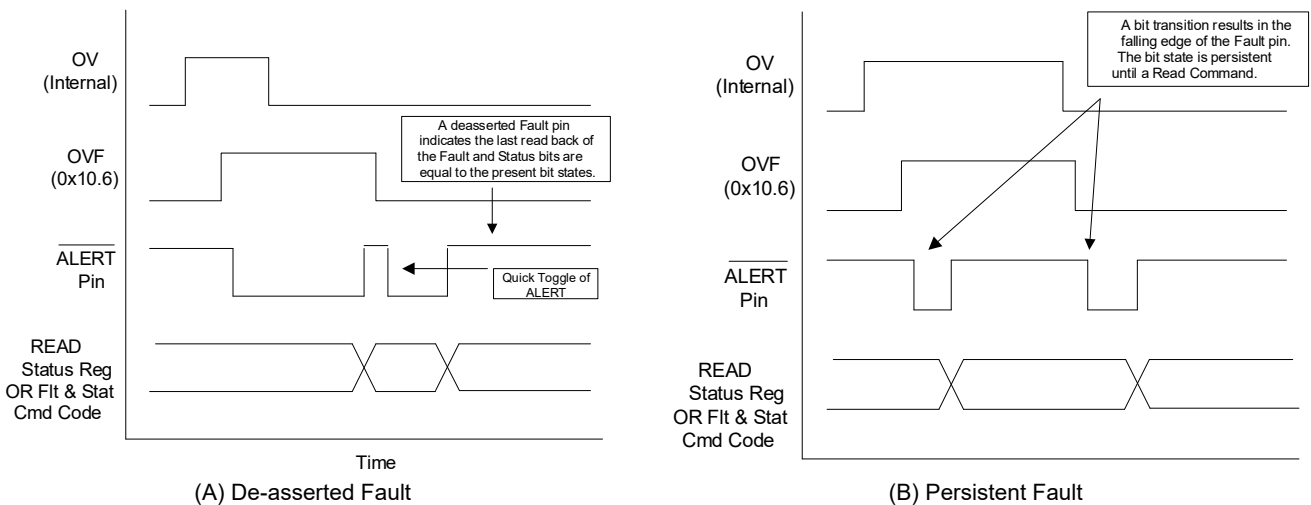 OV
(Internal)
OVF
(0x10.6)
ALERT
Pin
READ
Status Reg
OR Flt & Stat
Cmd Code
A deasserted Fault pin
indicates the last read back of
the Fault and Status bits are
equal to the present bit states.
Quick Toggle of
ALERT
Time
(A) De-asserted Fault
A bit transition results in the
falling edge of the Fault pin.
The bit state is persistent
until a Read Command.
OV
(Internal)
OVF
(0x10.6)
ALERT
Pin
READ
Status Reg
OR Flt & Stat
Cmd Code
(B) Persistent Fault